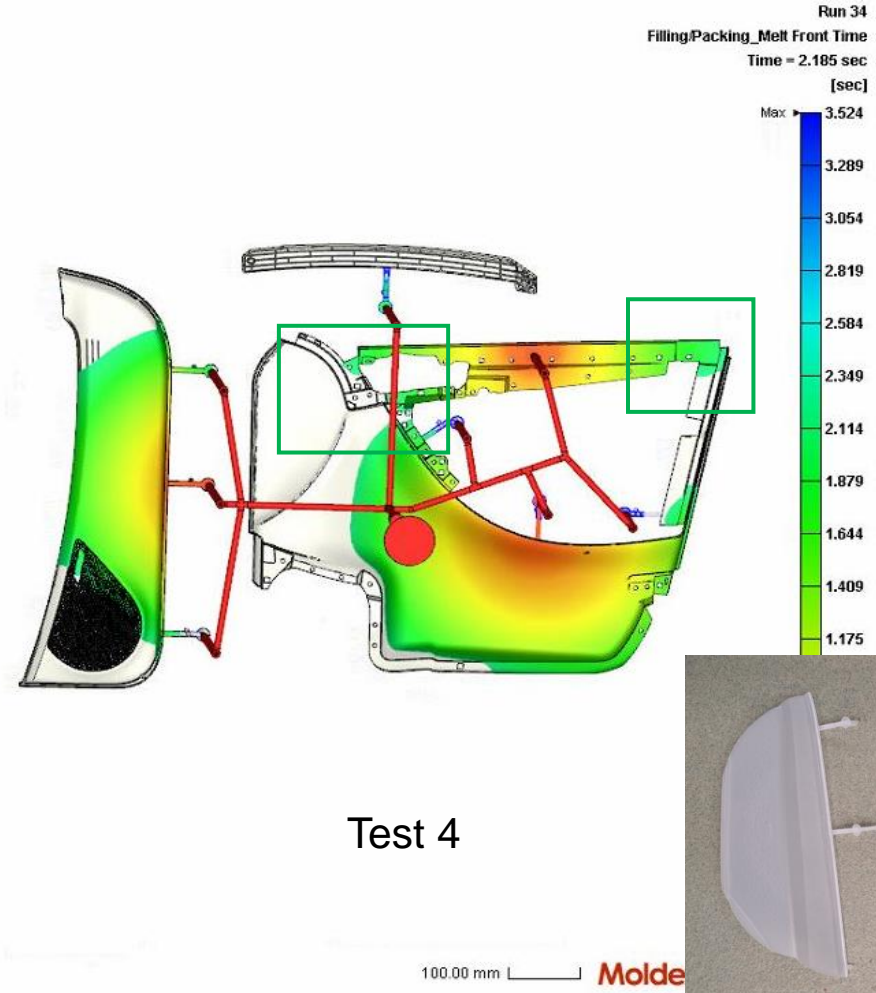 Run 34
Filling/Packing_Melt Front Time
Time = 2.185 sec
[sec]
Max 3.524
3.289
3.054
2.819
2.584
2.349
2.114
1.879
1.644
1.409
1.175
Test 4
100.00 mm
Molde